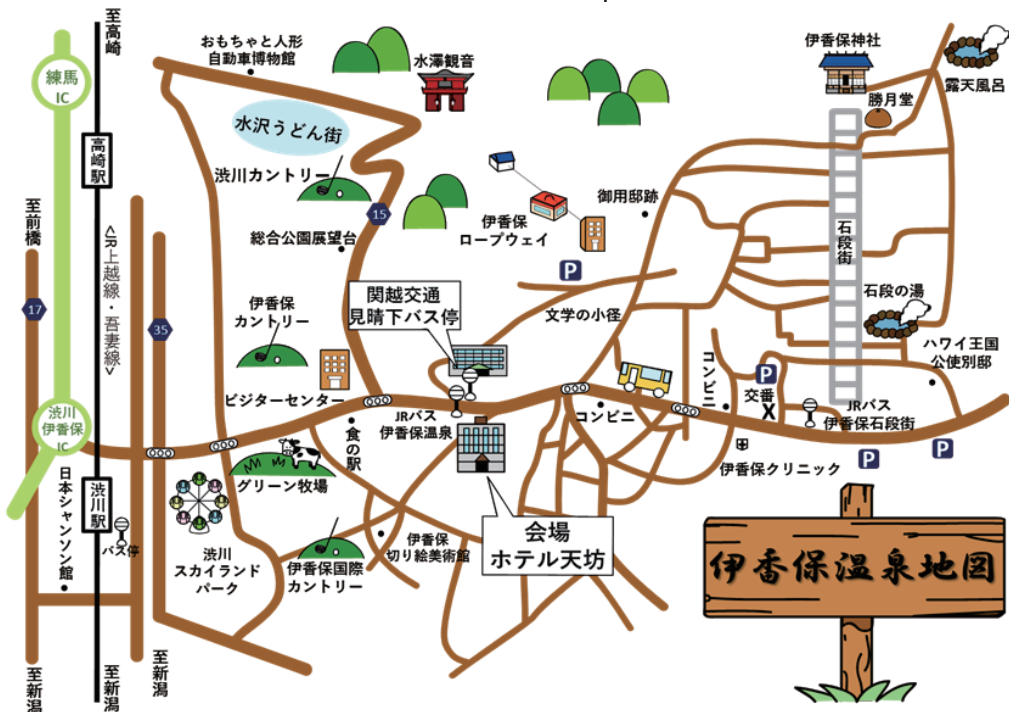 至高崎
練馬
IC
高崎駅
至前橋
<JR上越線・吾妻線>
17
35
渋川
伊香保
IC
日本シャンソン館
渋川駅
バス停
至新潟
至新潟
至新潟
おもちゃと人形
自動車博物館
水澤観音
水沢うどん街
渋川カントリー
15
総合公園展望台
伊香保
カントリー
ビジターセンター
関越交通
見晴下バス停
伊香保
ロープウェイ
御用邸跡
P
文学の小径
伊香保神社
露天風呂
勝月堂
石段街
石段の湯
ハワイ王国
公使別邸
コンビニ
P
交番
X
JRバス
伊香保石段街
P
P
伊香保クリニック
コンビニ
JRバス
伊香保温泉
食の駅
グリーン牧場
渋川
スカイランド
パーク
伊香保国際
カントリー
伊香保
切り絵美術館
会場
ホテル天坊
伊香保温泉地図